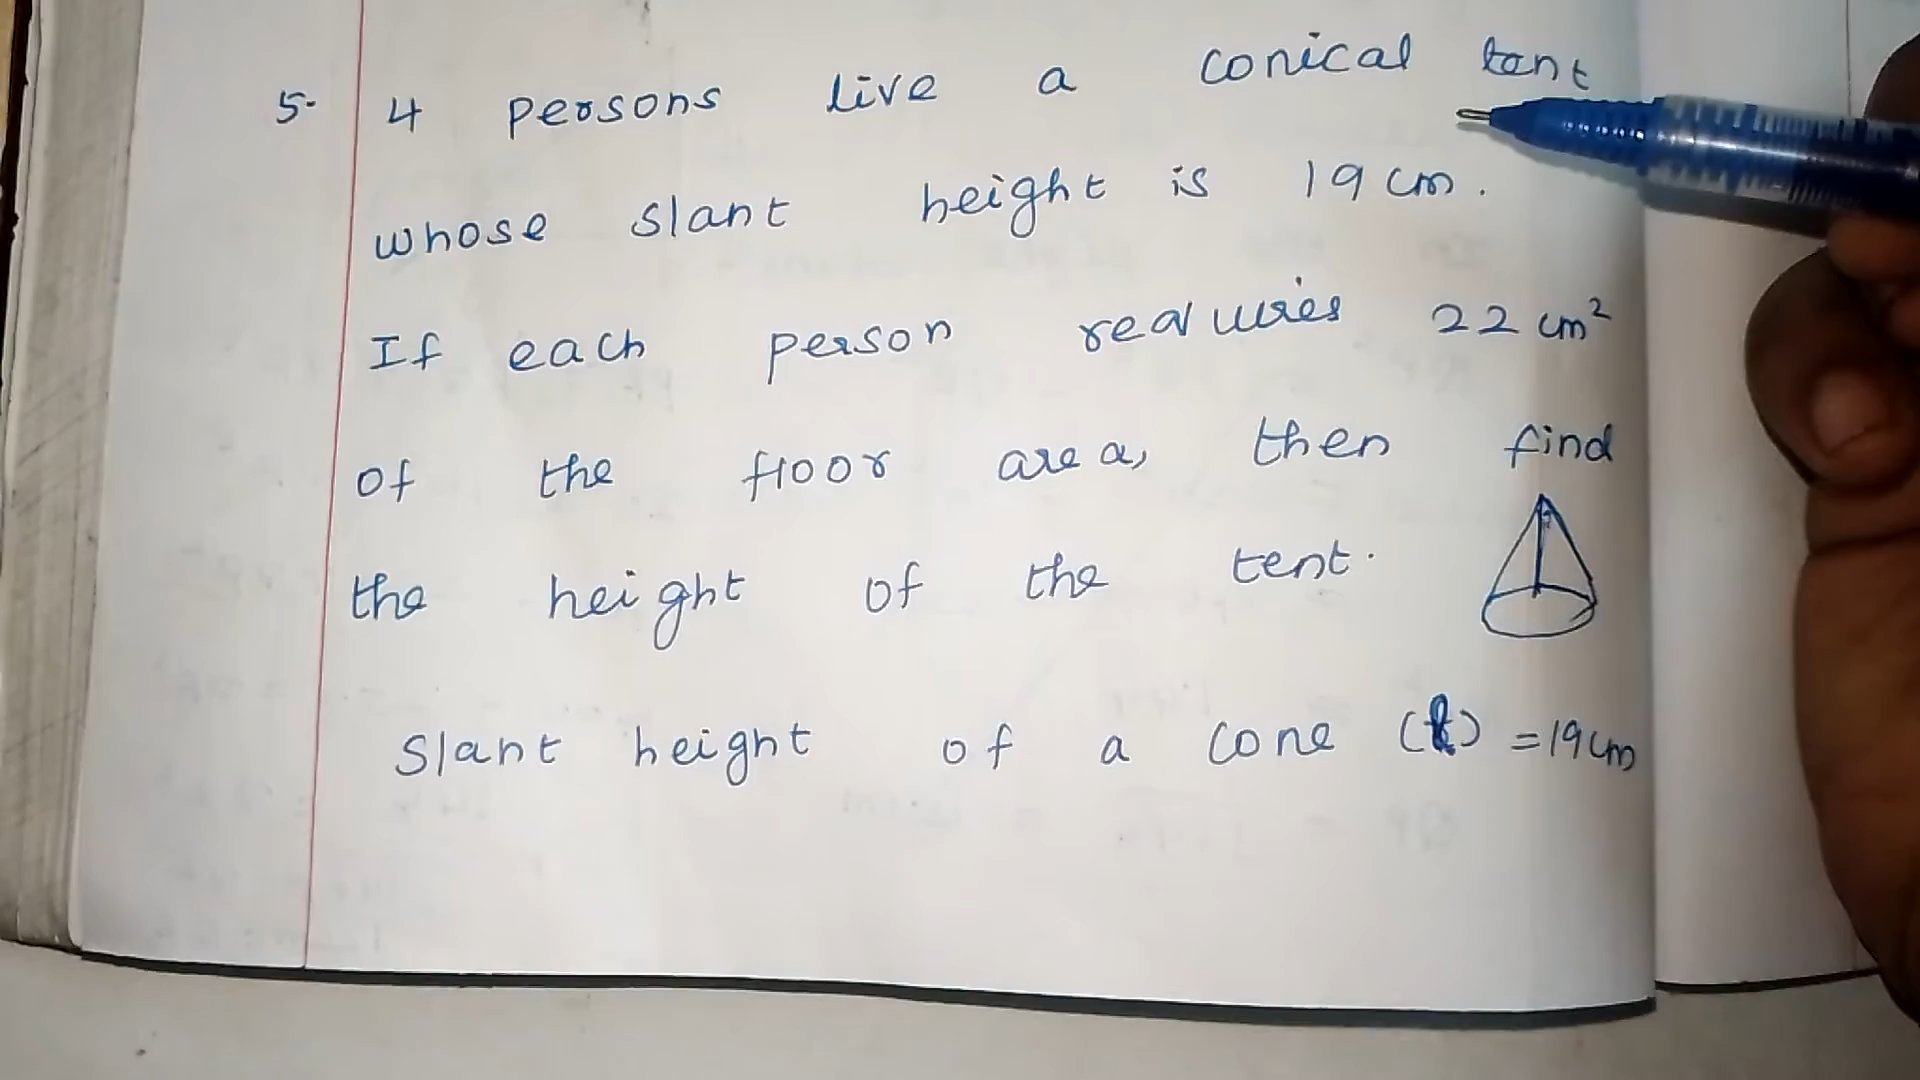 5. 4 persons live a conical tent
whose slant height is 19 cm.
If each person requires 22 cm²
of the floor area, then find
the height of the tent.
Slant height of a cone (l) = 19 cm